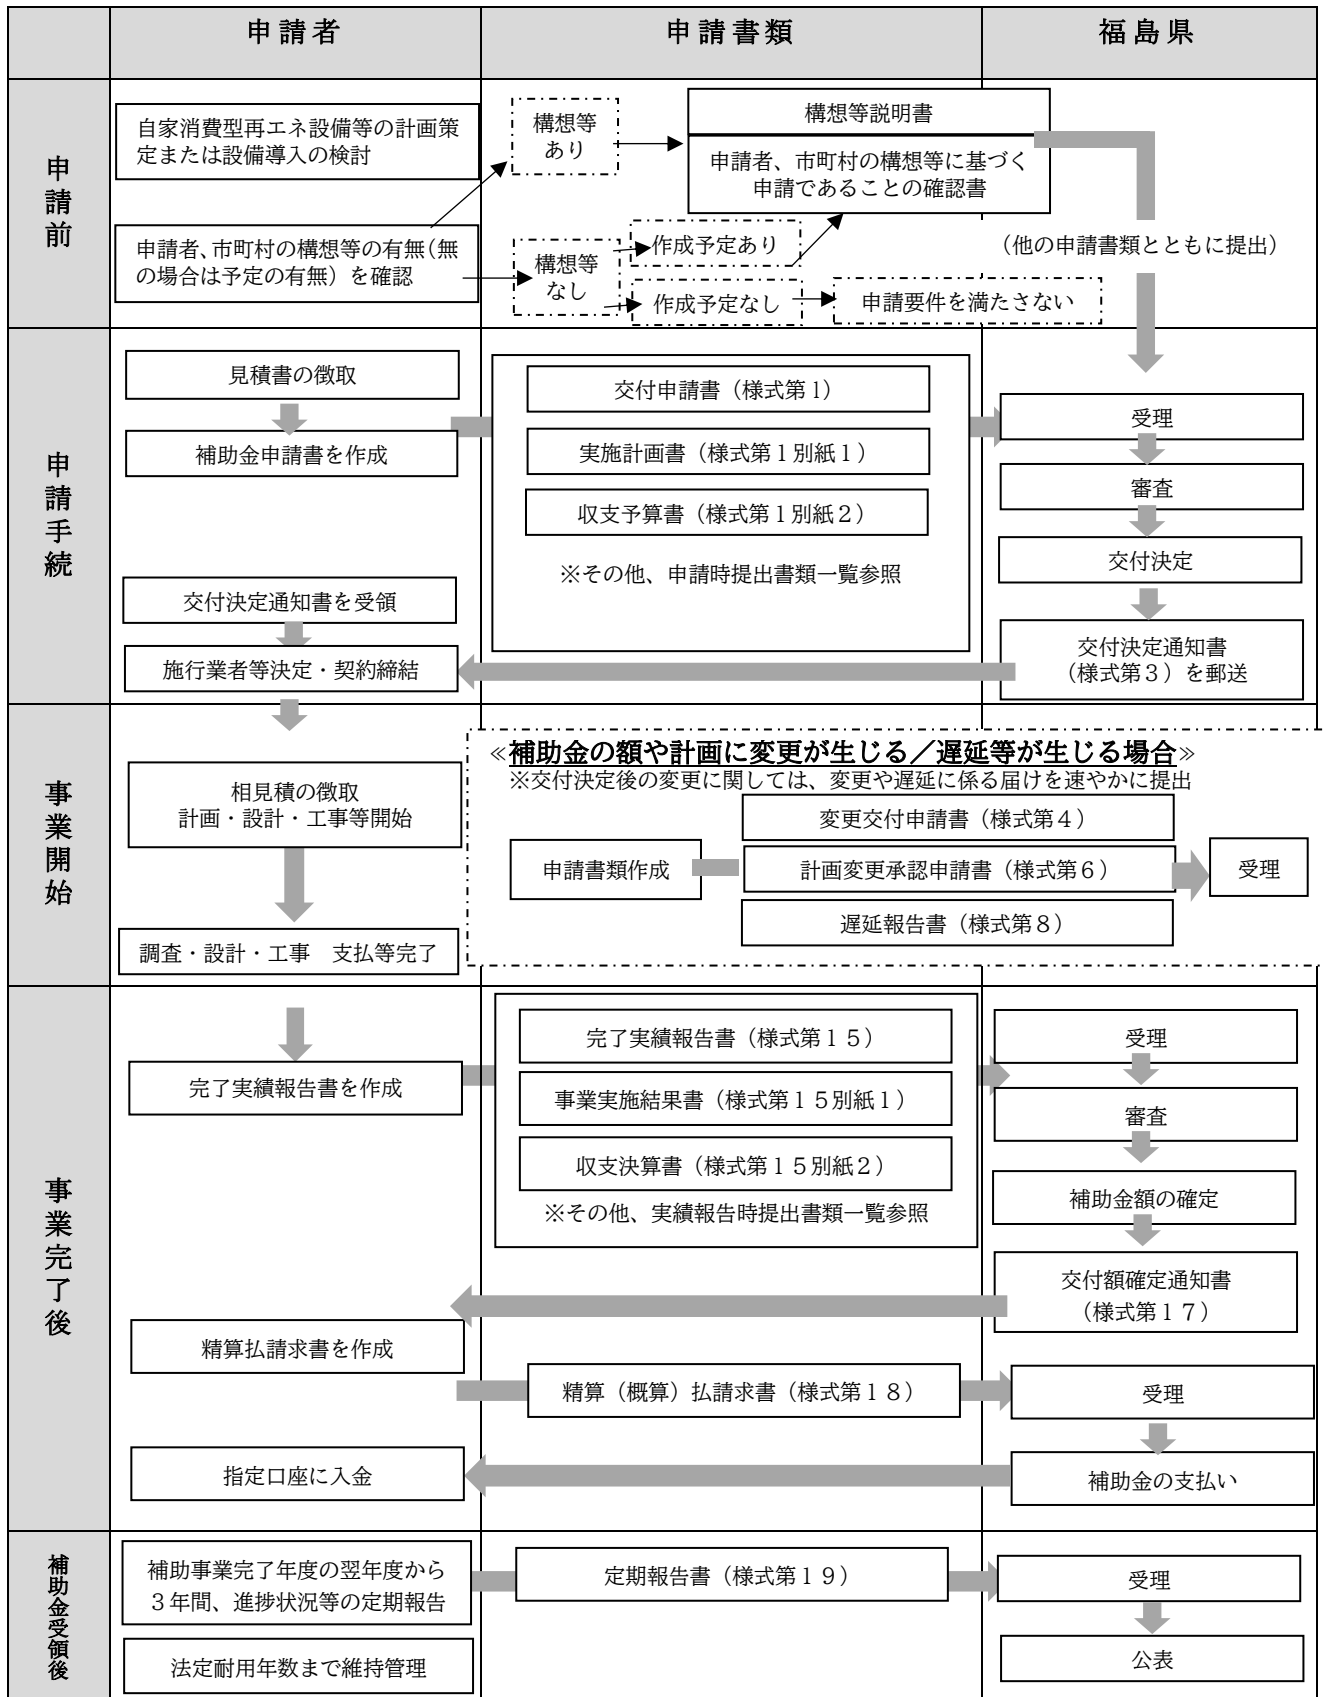 申請者
申請書類
福島県
申請前
自家消費型再エネ設備等の計画策
定または設備導入の検討
申請者、市町村の構想等の有無（無
の場合は予定の有無）を確認
構想等
あり
構想等
なし
作成予定あり
作成予定なし
申請要件を満たさない
構想等説明書
申請者、市町村の構想等に基づく
申請であることの確認書
（他の申請書類とともに提出）
申請手続
見積書の徴取
補助金申請書を作成
交付決定通知書を受領
施行業者等決定・契約締結
交付申請書（様式第１）
実施計画書（様式第１別紙１）
収支予算書（様式第１別紙２）
※その他、申請時提出書類一覧参照
受理
審査
交付決定
交付決定通知書
（様式第３）を郵送
事業開始
相見積の徴取
計画・設計・工事等開始
調査・設計・工事　支払等完了
≪補助金の額や計画に変更が生じる／遅延等が生じる場合≫
※交付決定後の変更に関しては、変更や遅延に係る届けを速やかに提出
申請書類作成
変更交付申請書（様式第４）
計画変更承認申請書（様式第６）
遅延報告書（様式第８）
受理
事業完了後
完了実績報告書を作成
完了実績報告書（様式第１５）
事業実施結果書（様式第１５別紙１）
収支決算書（様式第１５別紙２）
※その他、実績報告時提出書類一覧参照
受理
審査
補助金額の確定
交付額確定通知書
（様式第１７）
精算払請求書を作成
精算（概算）払請求書（様式第１８）
受理
指定口座に入金
補助金の支払い
補助金受領後
補助事業完了年度の翌年度から
３年間、進捗状況等の定期報告
定期報告書（様式第１９）
受理
法定耐用年数まで維持管理
公表